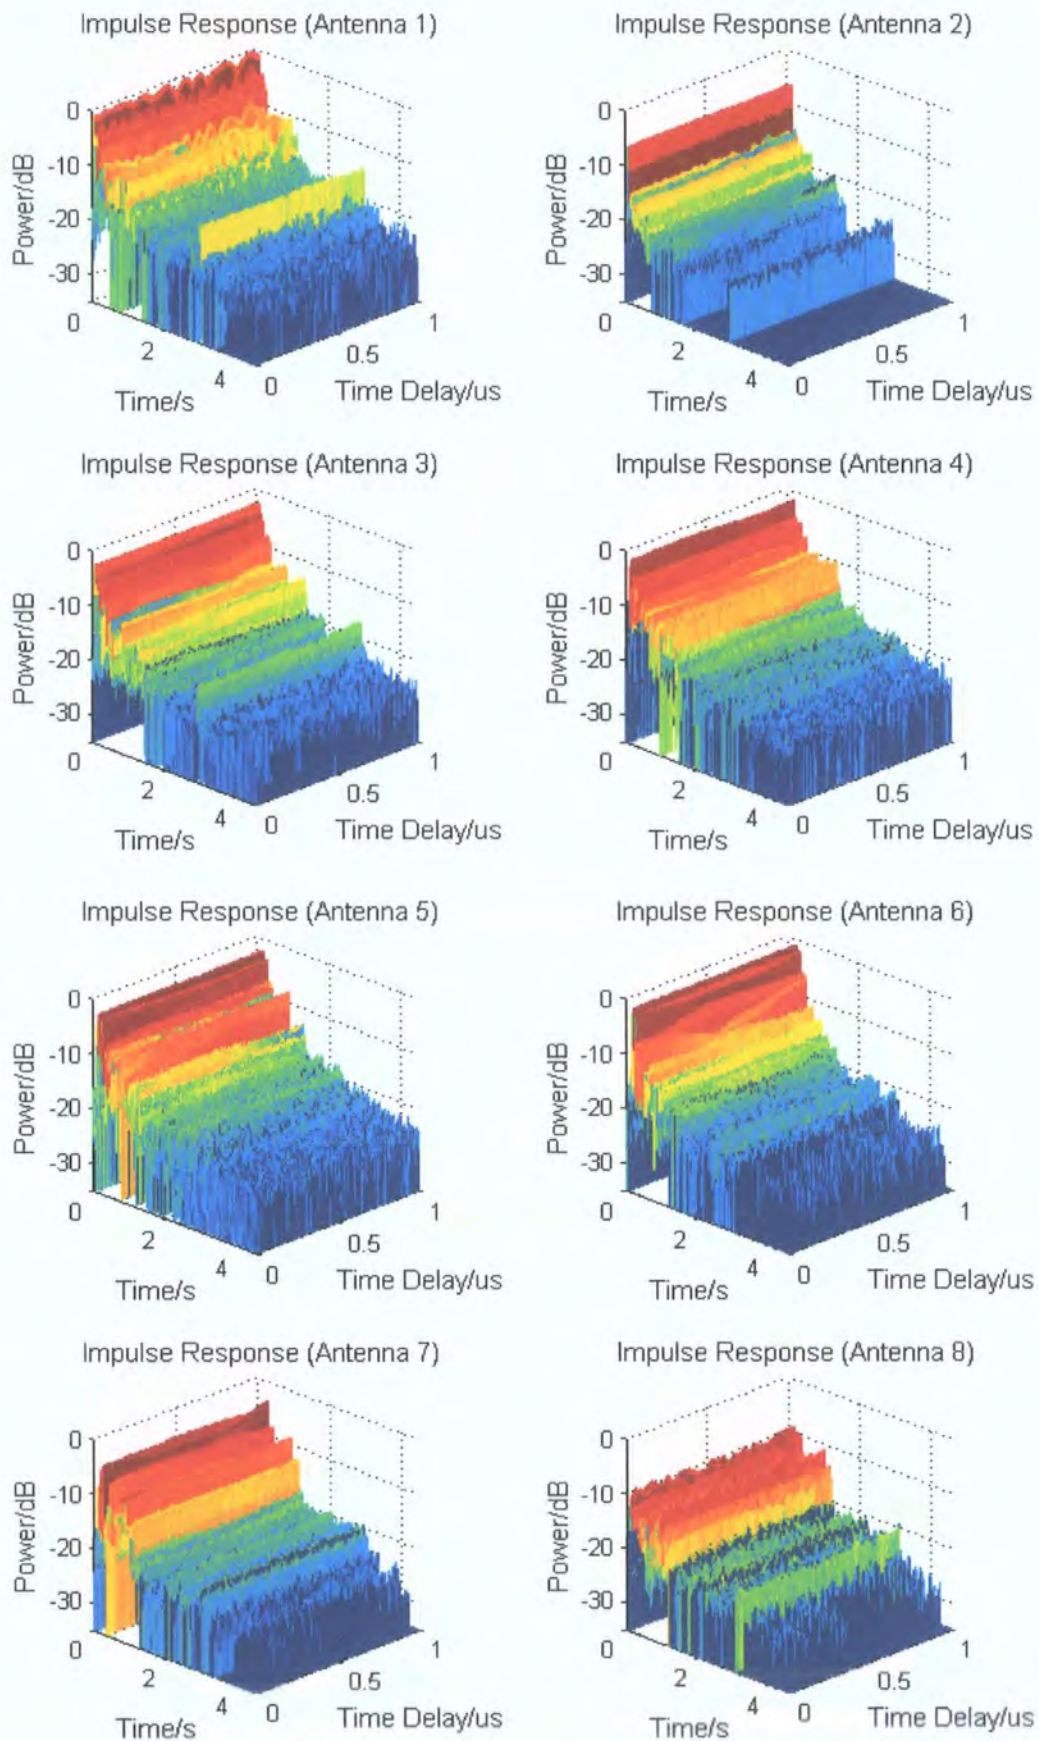 Impulse Response (Antenna 1)
Power/dB
0
-10
-20
-30
0
2
4
Time/s
0
0.5
1
Time Delay/us
Impulse Response (Antenna 2)
Power/dB
0
-10
-20
-30
0
2
4
Time/s
0
0.5
1
Time Delay/us
Impulse Response (Antenna 3)
Power/dB
0
-10
-20
-30
0
2
4
Time/s
0
0.5
1
Time Delay/us
Impulse Response (Antenna 4)
Power/dB
0
-10
-20
-30
0
2
4
Time/s
0
0.5
1
Time Delay/us
Impulse Response (Antenna 5)
Power/dB
0
-10
-20
-30
0
2
4
Time/s
0
0.5
1
Time Delay/us
Impulse Response (Antenna 6)
Power/dB
0
-10
-20
-30
0
2
4
Time/s
0
0.5
1
Time Delay/us
Impulse Response (Antenna 7)
Power/dB
0
-10
-20
-30
0
2
4
Time/s
0
0.5
1
Time Delay/us
Impulse Response (Antenna 8)
Power/dB
0
-10
-20
-30
0
2
4
Time/s
0
0.5
1
Time Delay/us